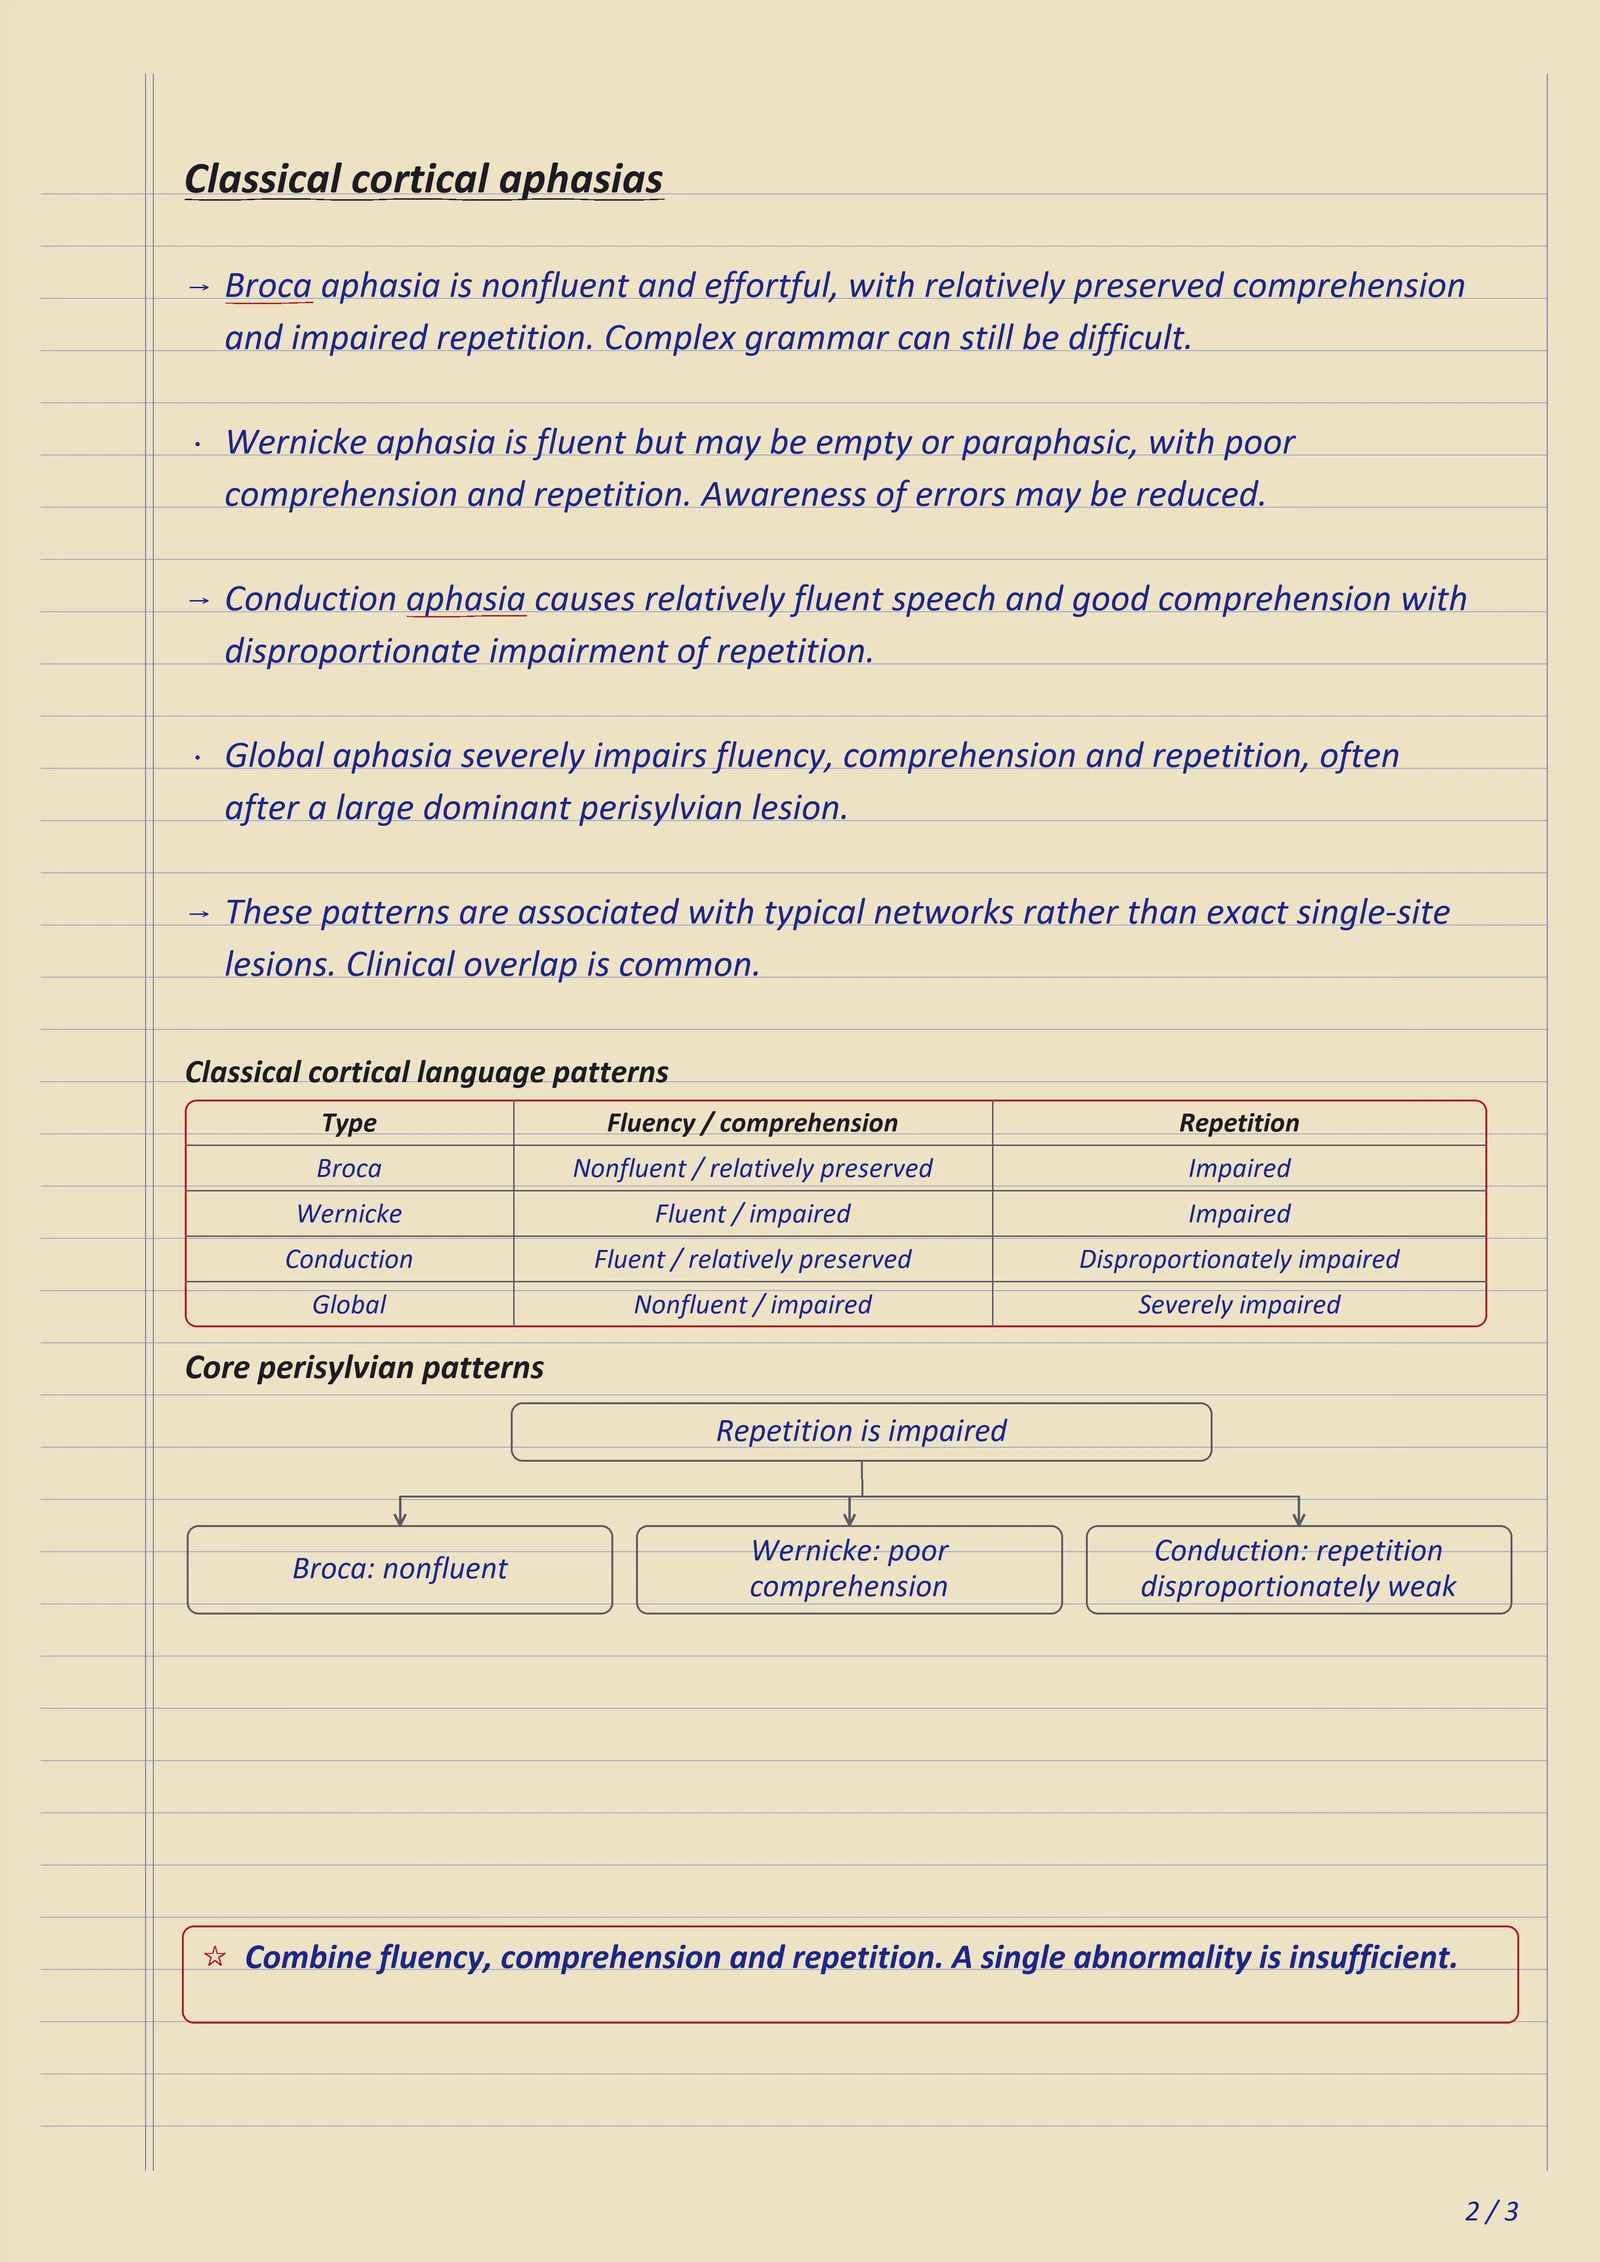 Classical cortical aphasias
→ Broca aphasia is nonfluent and effortful, with relatively preserved comprehension
and impaired repetition. Complex grammar can still be difficult.
· Wernicke aphasia is fluent but may be empty or paraphasic, with poor
comprehension and repetition. Awareness of errors may be reduced.
→ Conduction aphasia causes relatively fluent speech and good comprehension with
disproportionate impairment of repetition.
· Global aphasia severely impairs fluency, comprehension and repetition, often
after a large dominant perisylvian lesion.
→ These patterns are associated with typical networks rather than exact single-site
lesions. Clinical overlap is common.
Classical cortical language patterns
Type Fluency / comprehension Repetition
Broca Nonfluent / relatively preserved Impaired
Wernicke Fluent / impaired Impaired
Conduction Fluent / relatively preserved Disproportionately impaired
Global Nonfluent / impaired Severely impaired
Core perisylvian patterns
Repetition is impaired
Broca: nonfluent
Wernicke: poor
comprehension
Conduction: repetition
disproportionately weak
☆ Combine fluency, comprehension and repetition. A single abnormality is insufficient.
2 / 3